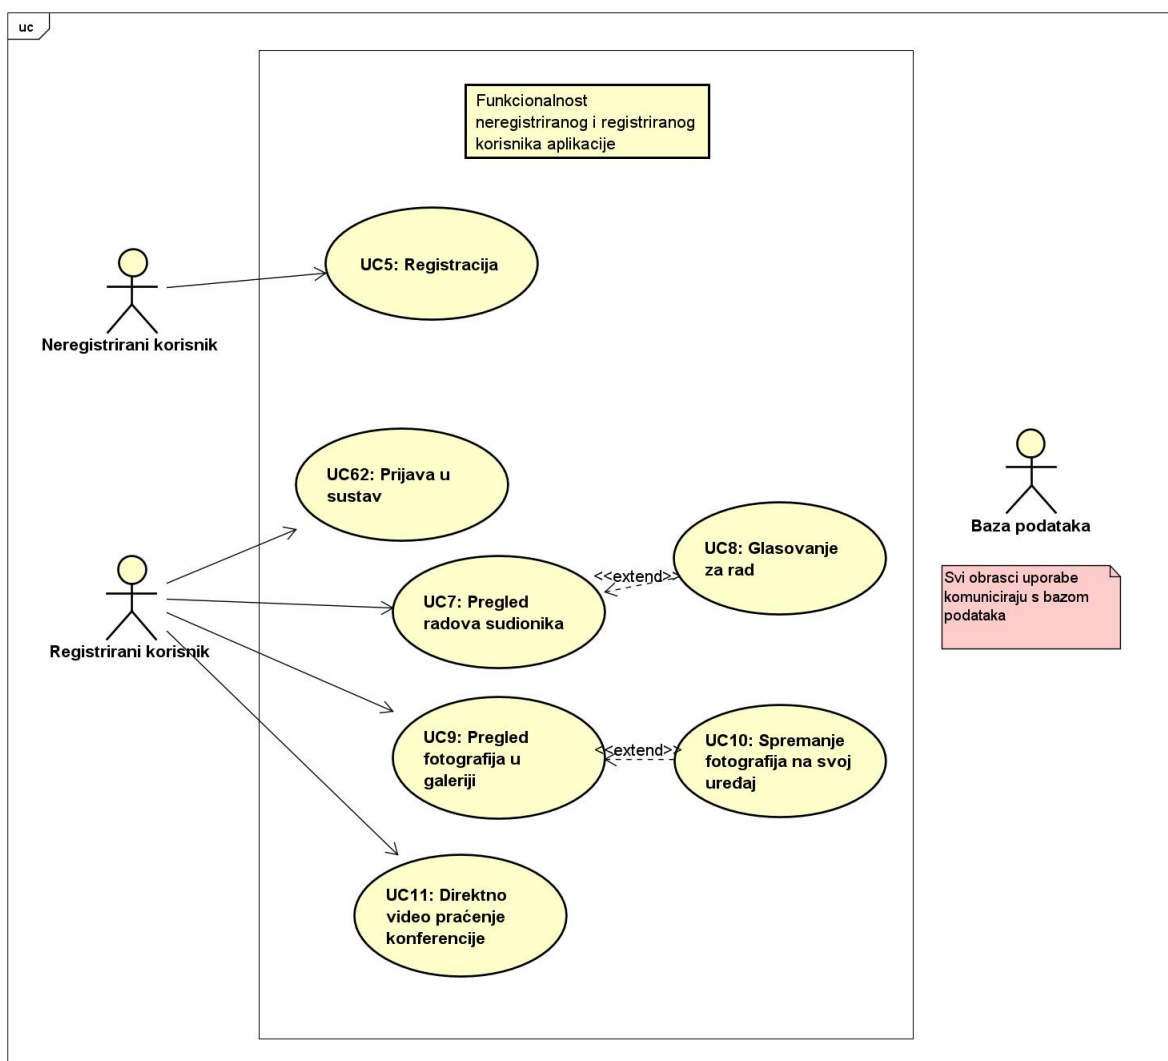 uc
Funkcionalnost
neregistriranog i registriranog
korisnika aplikacije
UC5: Registracija
Neregistrirani korisnik
UC62: Prijava u
sustav
Baza podataka
UC8: Glasovanje
za rad
<<extend>>
Svi obrasci uporabe
komuniciraju s bazom
podataka
UC7: Pregled
radova sudionika
Registrirani korisnik
UC9: Pregled
fotografija u
galeriji
<<extend>>
UC10: Spremanje
fotografija na svoj
uređaj
UC11: Direktno
video praćenje
konferencije